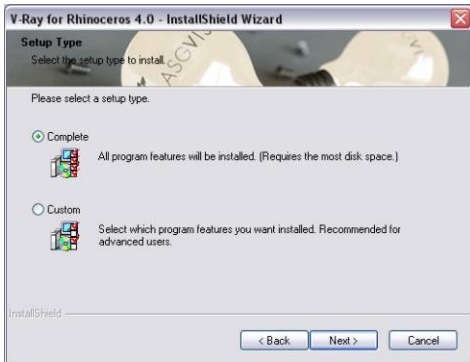 V-Ray for Rhinoceros 4.0 - InstallShield Wizard
Setup Type
Select the setup type to install.
ASGVIS
Please select a setup type.
Complete
All program features will be installed. (Requires the most disk space.)
Custom
Select which program features you want installed. Recommended for
advanced users.
InstallShield
< Back
Next >
Cancel